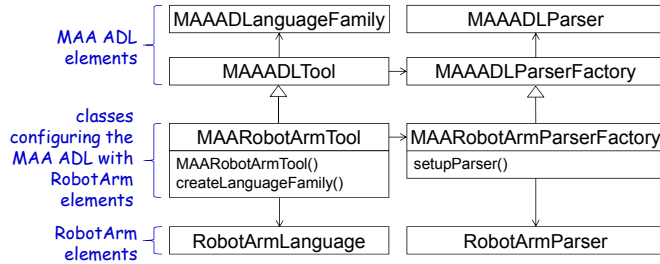 MAAADLanguageFamily
MAAADLParser
MAA ADL
elements
MAAADLTool
MAAADLParserFactory
classes
configuring the
MAA ADL with
RobotArm
elements
MAARobotArmTool
MAARobotArmTool()
createLanguageFamily()
MAARobotArmParserFactory
setupParser()
RobotArm
elements
RobotArmLanguage
RobotArmParser